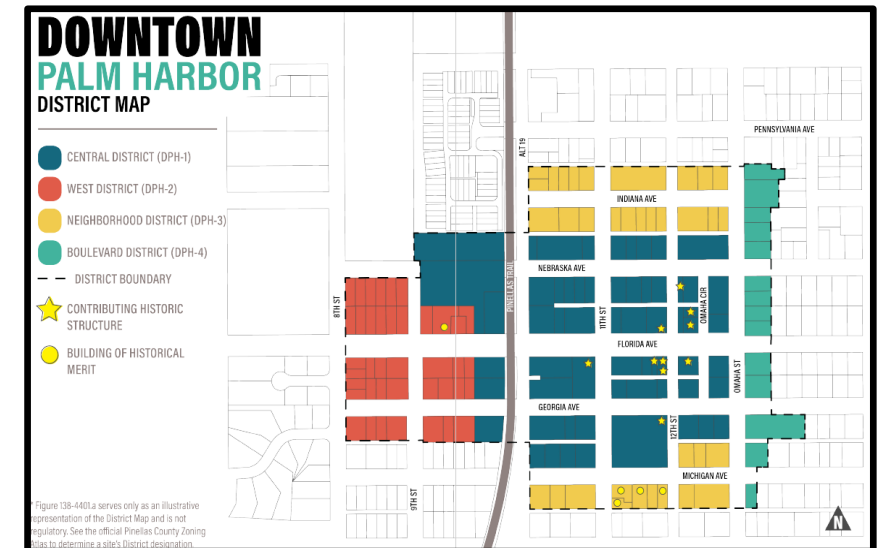 DOWNTOWN
PALM HARBOR
DISTRICT MAP
CENTRAL DISTRICT (DPH-1)
WEST DISTRICT (DPH-2)
NEIGHBORHOOD DISTRICT (DPH-3)
BOULEVARD DISTRICT (DPH-4)
DISTRICT BOUNDARY
CONTRIBUTING HISTORIC
STRUCTURE
BUILDING OF HISTORICAL
MERIT
* Figure 138-4401.a serves only as an illustrative
representation of the District Map and is not
regulatory. See the official Pinellas County Zoning
Atlas to determine a site's District designation.
PENNSYLVANIA AVE
ALT 19
INDIANA AVE
NEBRASKA AVE
PINELLAS TRAIL
8TH ST
11TH ST
OMAHA CIR
FLORIDA AVE
OMAHA ST
GEORGIA AVE
12TH ST
MICHIGAN AVE
9TH ST
N